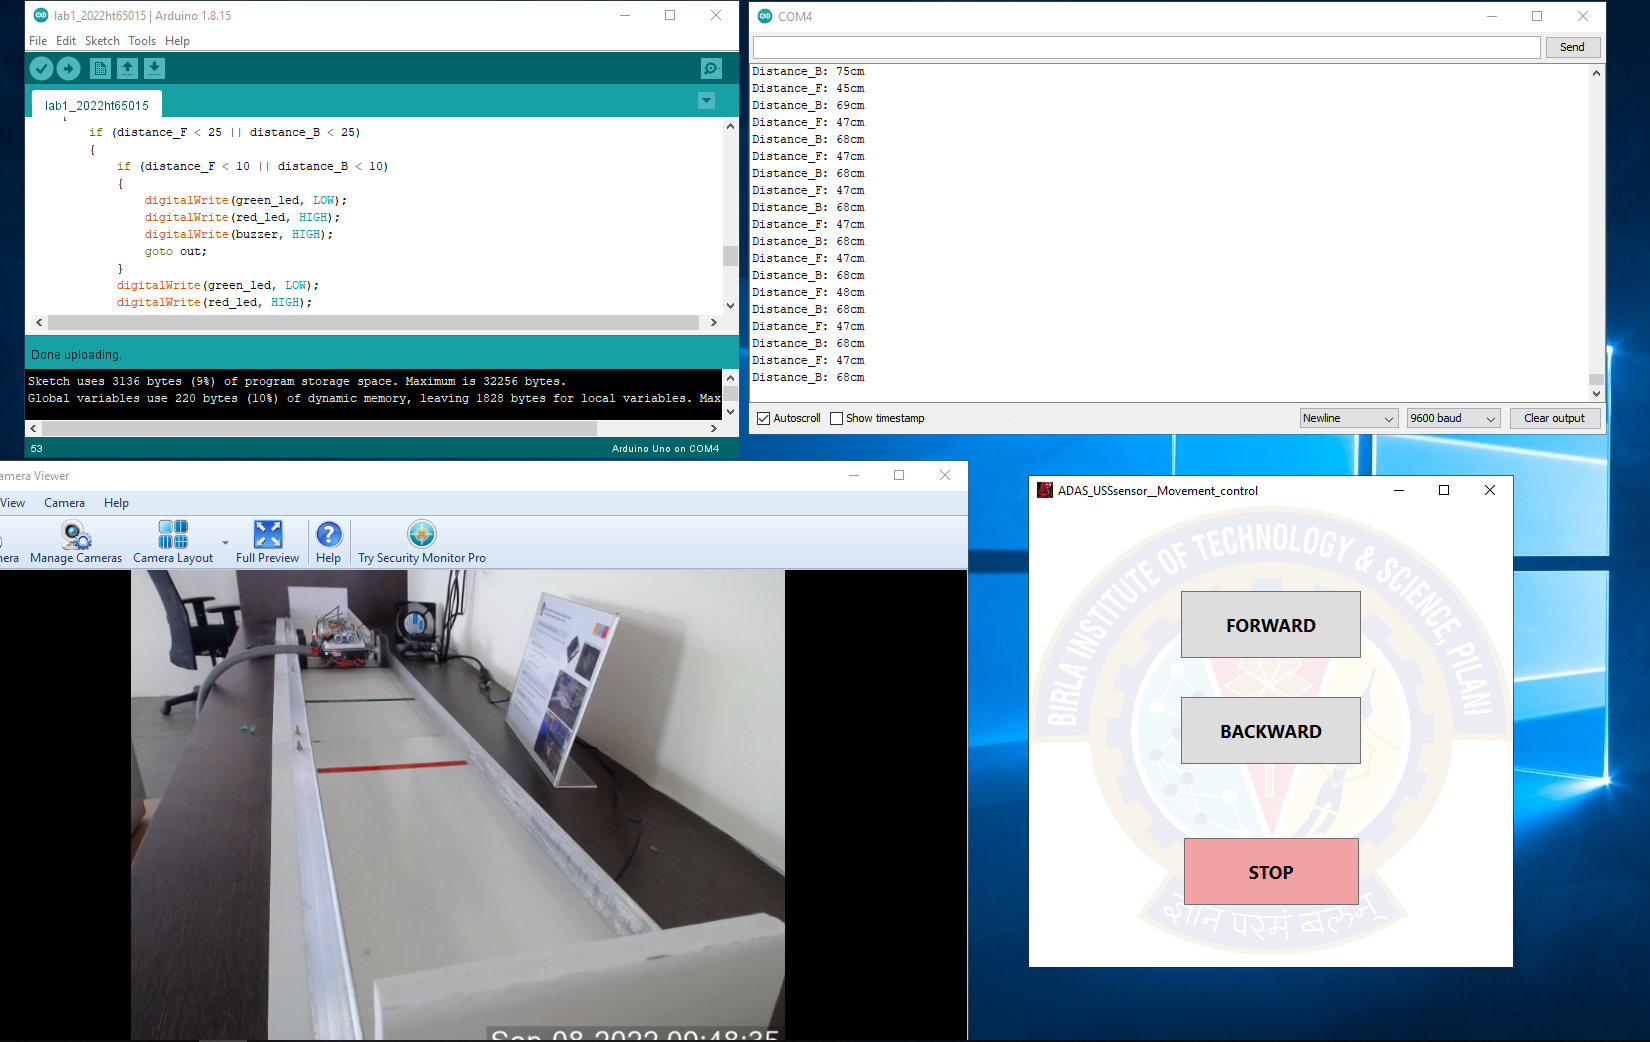 lab1_2022ht65015 | Arduino 1.8.15
File Edit Sketch Tools Help
lab1_2022ht65015
{
if (distance_F < 25 || distance_B < 25)
{
if (distance_F < 10 || distance_B < 10)
{
digitalWrite(green_led, LOW);
digitalWrite(red_led, HIGH);
digitalWrite(buzzer, HIGH);
goto out;
}
digitalWrite(green_led, LOW);
digitalWrite(red_led, HIGH);
Done uploading.
Sketch uses 3136 bytes (9%) of program storage space. Maximum is 32256 bytes.
Global variables use 220 bytes (10%) of dynamic memory, leaving 1828 bytes for local variables. Max
53
Arduino Uno on COM4
COM4
Send
Distance_B: 75cm
Distance_F: 45cm
Distance_B: 69cm
Distance_F: 47cm
Distance_B: 68cm
Distance_F: 47cm
Distance_B: 68cm
Distance_F: 47cm
Distance_B: 68cm
Distance_F: 47cm
Distance_B: 68cm
Distance_F: 47cm
Distance_B: 68cm
Distance_F: 48cm
Distance_B: 68cm
Distance_F: 47cm
Distance_B: 68cm
Distance_F: 47cm
Distance_B: 68cm
Autoscroll Show timestamp
Newline
9600 baud
Clear output
amera Viewer
View Camera Help
nera Manage Cameras Camera Layout Full Preview Help Try Security Monitor Pro
Sep-08-2022 09:48:35
ADAS_USSsensor__Movement_control
BIRLA INSTITUTE OF TECHNOLOGY & SCIENCE, PILANI
FORWARD
BACKWARD
STOP
ज्ञानं परमं बलम्